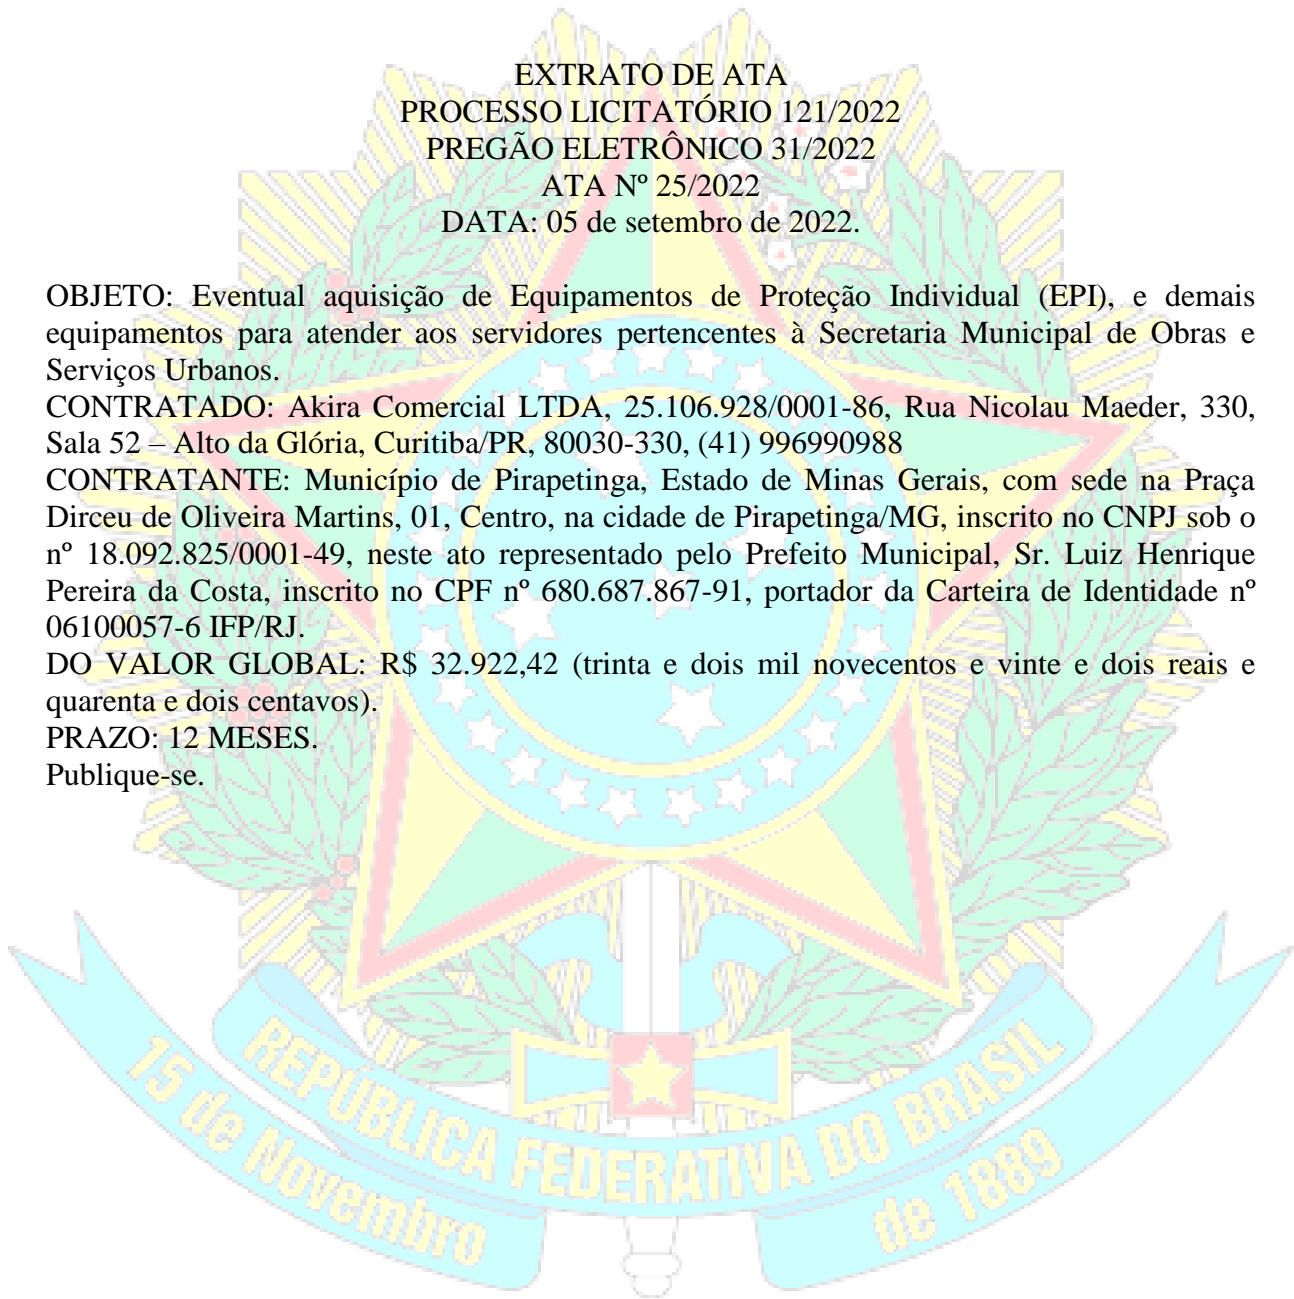 EXTRATO DE ATA
PROCESSO LICITATÓRIO 121/2022
PREGÃO ELETRÔNICO 31/2022
ATA Nº 25/2022
DATA: 05 de setembro de 2022.
OBJETO: Eventual aquisição de Equipamentos de Proteção Individual (EPI), e demais
equipamentos para atender aos servidores pertencentes à Secretaria Municipal de Obras e
Serviços Urbanos.
CONTRATADO: Akira Comercial LTDA, 25.106.928/0001-86, Rua Nicolau Maeder, 330,
Sala 52 – Alto da Glória, Curitiba/PR, 80030-330, (41) 996990988
CONTRATANTE: Município de Pirapetinga, Estado de Minas Gerais, com sede na Praça
Dirceu de Oliveira Martins, 01, Centro, na cidade de Pirapetinga/MG, inscrito no CNPJ sob o
nº 18.092.825/0001-49, neste ato representado pelo Prefeito Municipal, Sr. Luiz Henrique
Pereira da Costa, inscrito no CPF nº 680.687.867-91, portador da Carteira de Identidade nº
06100057-6 IFP/RJ.
DO VALOR GLOBAL: R$ 32.922,42 (trinta e dois mil novecentos e vinte e dois reais e
quarenta e dois centavos).
PRAZO: 12 MESES.
Publique-se.
REPÚBLICA FEDERATIVA DO BRASIL
15 de Novembro
de 1889